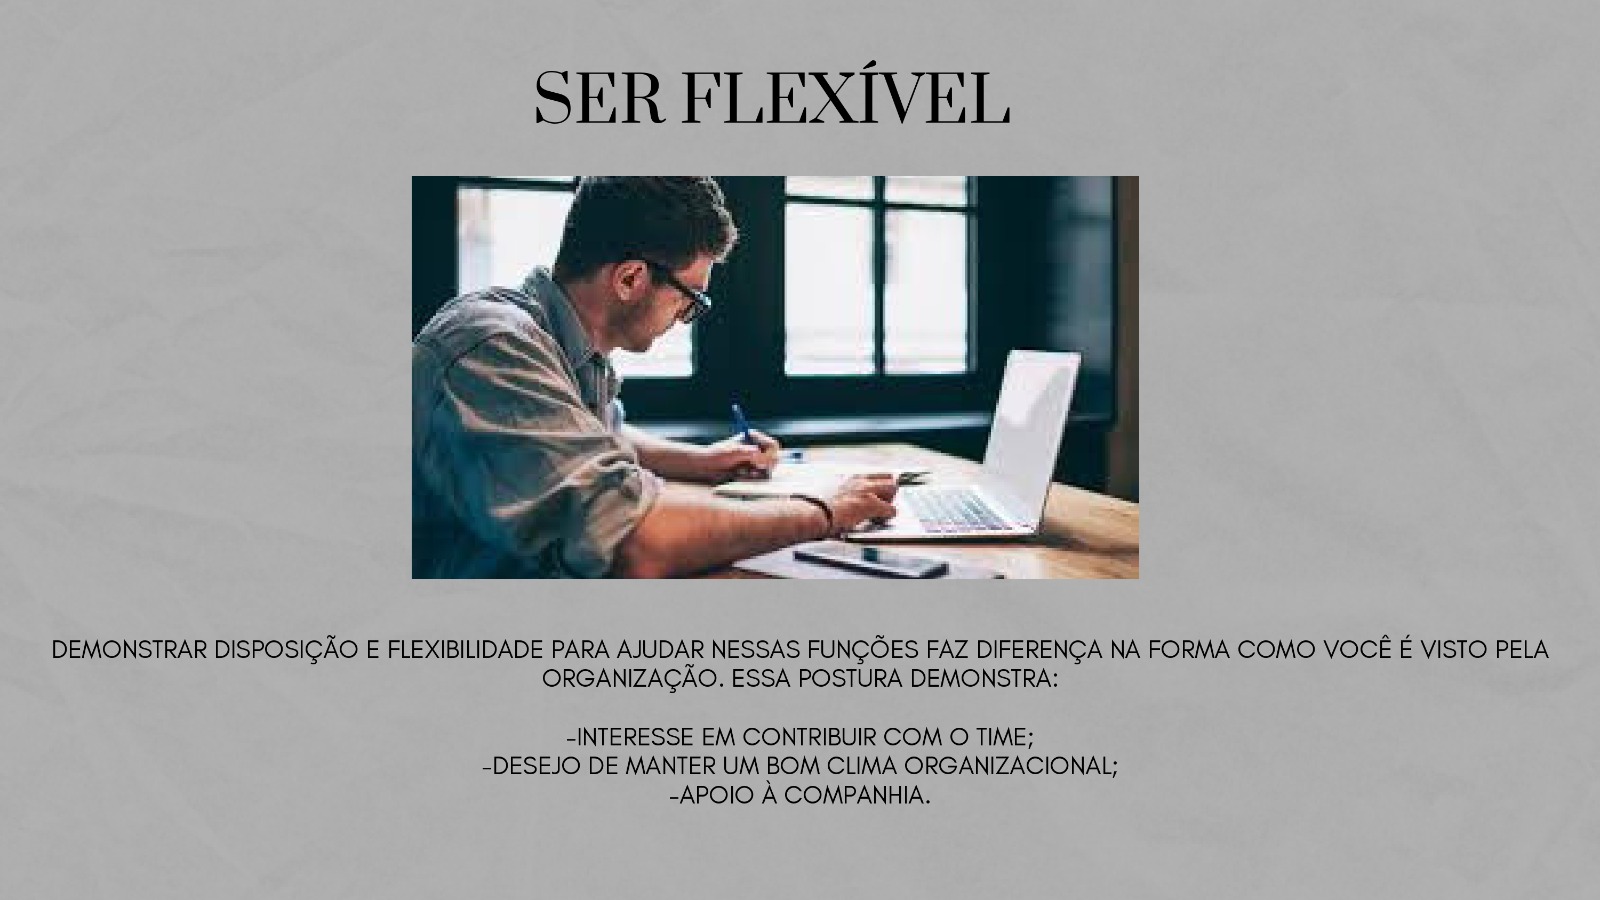 SER FLEXÍVEL
DEMONSTRAR DISPOSIÇÃO E FLEXIBILIDADE PARA AJUDAR NESSAS FUNÇÕES FAZ DIFERENÇA NA FORMA COMO VOCÊ É VISTO PELA
ORGANIZAÇÃO. ESSA POSTURA DEMONSTRA:
-INTERESSE EM CONTRIBUIR COM O TIME;
-DESEJO DE MANTER UM BOM CLIMA ORGANIZACIONAL;
-APOIO À COMPANHIA.